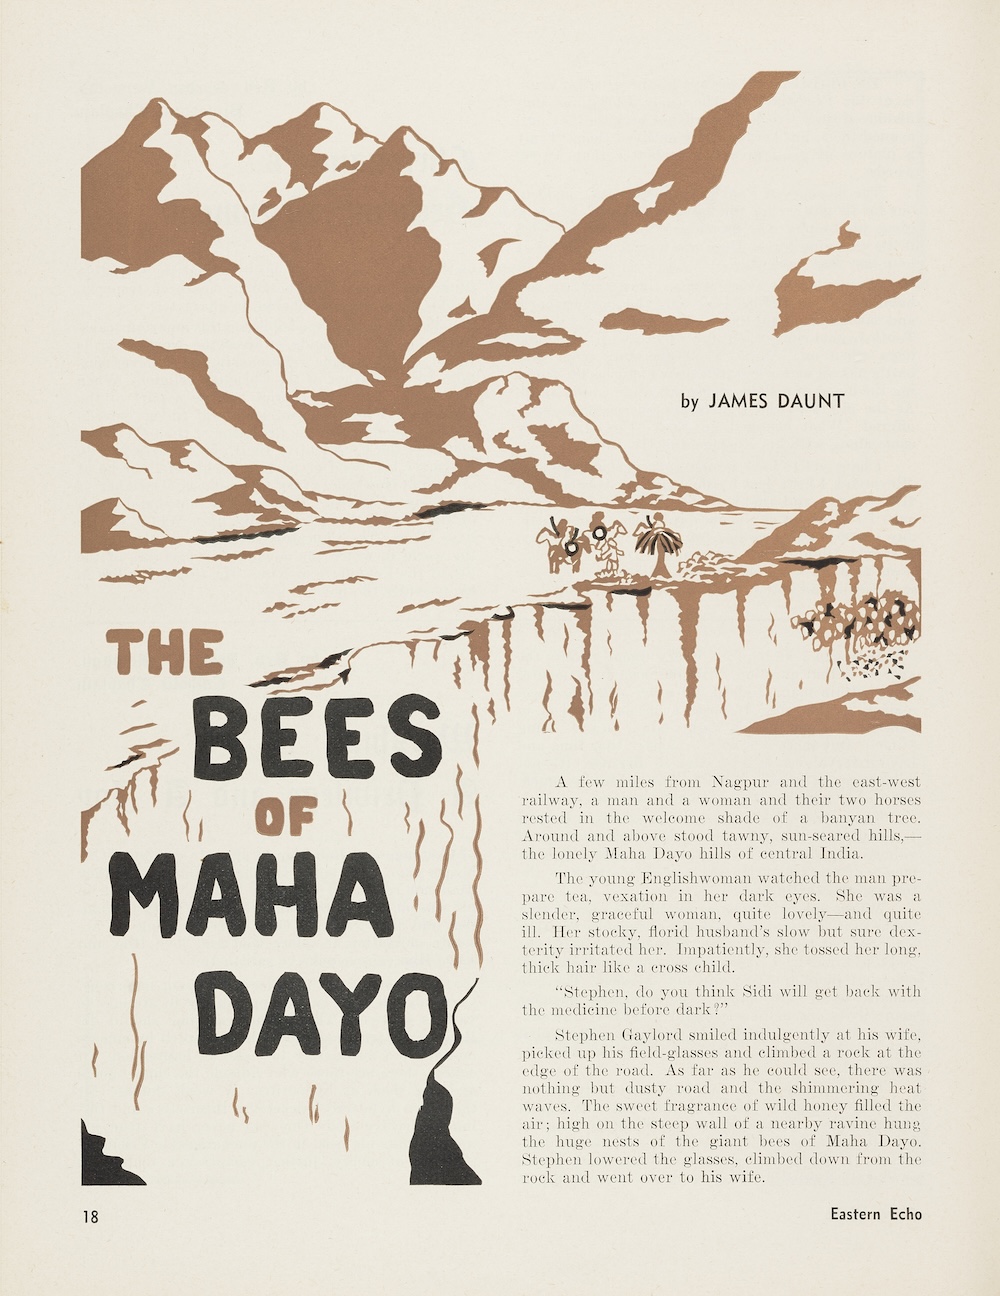 by JAMES DAUNT
THE
BEES
OF
MAHA
DAYO
A few miles from Nagpur and the east-west
railway, a man and a woman and their two horses
rested in the welcome shade of a banyan tree.
Around and above stood tawny, sun-seared hills,—
the lonely Maha Dayo hills of central India.
The young Englishwoman watched the man pre-
pare tea, vexation in her dark eyes. She was a
slender, graceful woman, quite lovely—and quite
ill. Her stocky, florid husband's slow but sure dex-
terity irritated her. Impatiently, she tossed her long,
thick hair like a cross child.
"Stephen, do you think Sidi will get back with
the medicine before dark?"
Stephen Gaylord smiled indulgently at his wife,
picked up his field-glasses and climbed a rock at the
edge of the road. As far as he could see, there was
nothing but dusty road and the shimmering heat
waves. The sweet fragrance of wild honey filled the
air; high on the steep wall of a nearby ravine hung
the huge nests of the giant bees of Maha Dayo.
Stephen lowered the glasses, climbed down from the
rock and went over to his wife.
18
Eastern Echo